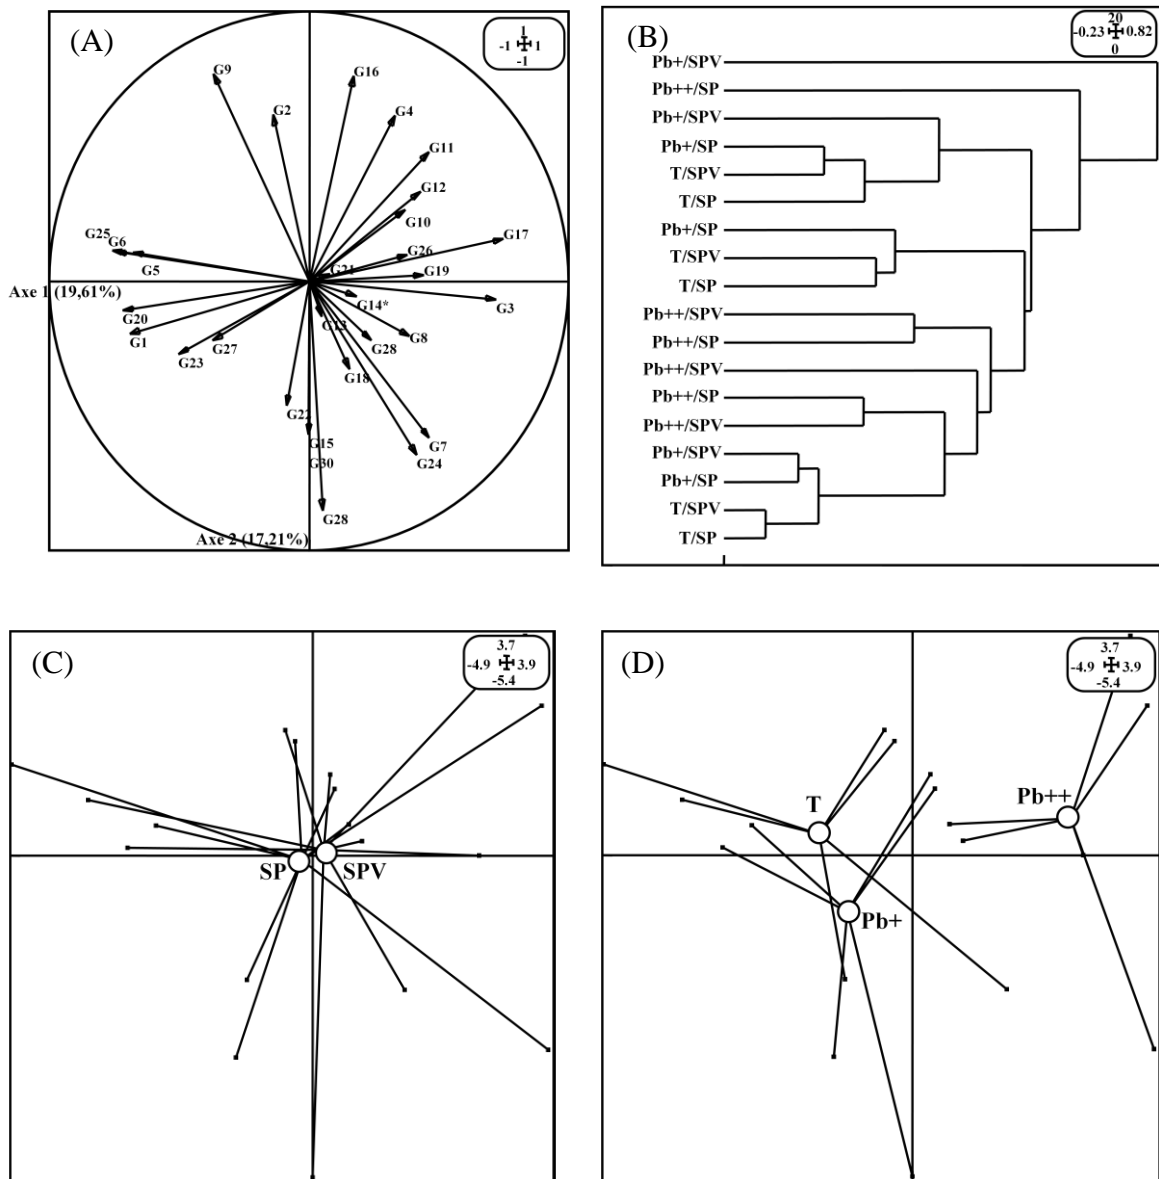 (A)
1
-1 1
-1
G9
G16
G2
G4
G11
G12
G10
G17
G25
G6
G5
G26
G21
G19
Axe 1 (19,61%)
G14*
G3
G20
G13
G1
G8
G27
G28
G23
G18
G22
G15
G7
G30
G24
G28
Axe 2 (17,21%)
(B)
20
-0.23 0.82
0
Pb+/SPV
Pb++/SP
Pb+/SPV
Pb+/SP
T/SPV
T/SP
Pb+/SP
T/SPV
T/SP
Pb++/SPV
Pb++/SP
Pb++/SPV
Pb++/SP
Pb++/SPV
Pb+/SPV
Pb+/SP
T/SPV
T/SP
(C)
3.7
-4.9 3.9
-5.4
SP SPV
(D)
3.7
-4.9 3.9
-5.4
T
Pb++
Pb+